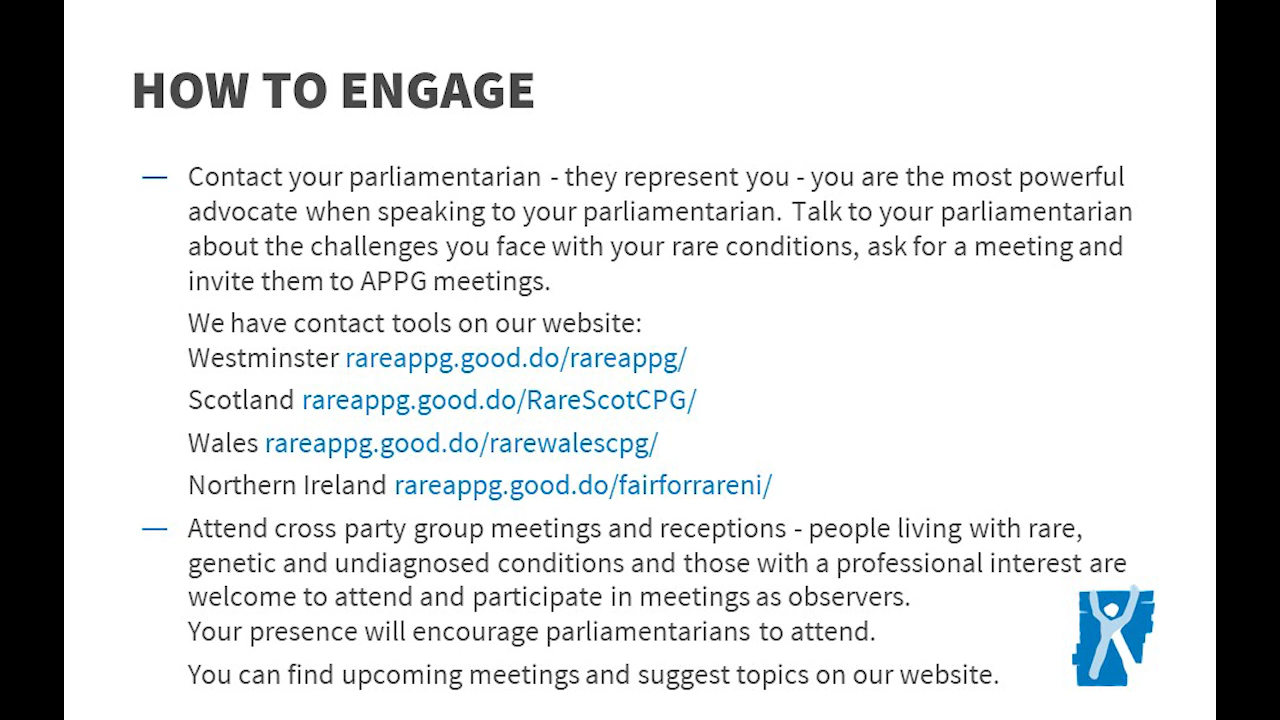 HOW TO ENGAGE
— Contact your parliamentarian - they represent you - you are the most powerful
advocate when speaking to your parliamentarian. Talk to your parliamentarian
about the challenges you face with your rare conditions, ask for a meeting and
invite them to APPG meetings.
We have contact tools on our website:
Westminster rareappg.good.do/rareappg/
Scotland rareappg.good.do/RareScotCPG/
Wales rareappg.good.do/rarewalescpg/
Northern Ireland rareappg.good.do/fairforrareni/
— Attend cross party group meetings and receptions - people living with rare,
genetic and undiagnosed conditions and those with a professional interest are
welcome to attend and participate in meetings as observers.
Your presence will encourage parliamentarians to attend.
You can find upcoming meetings and suggest topics on our website.